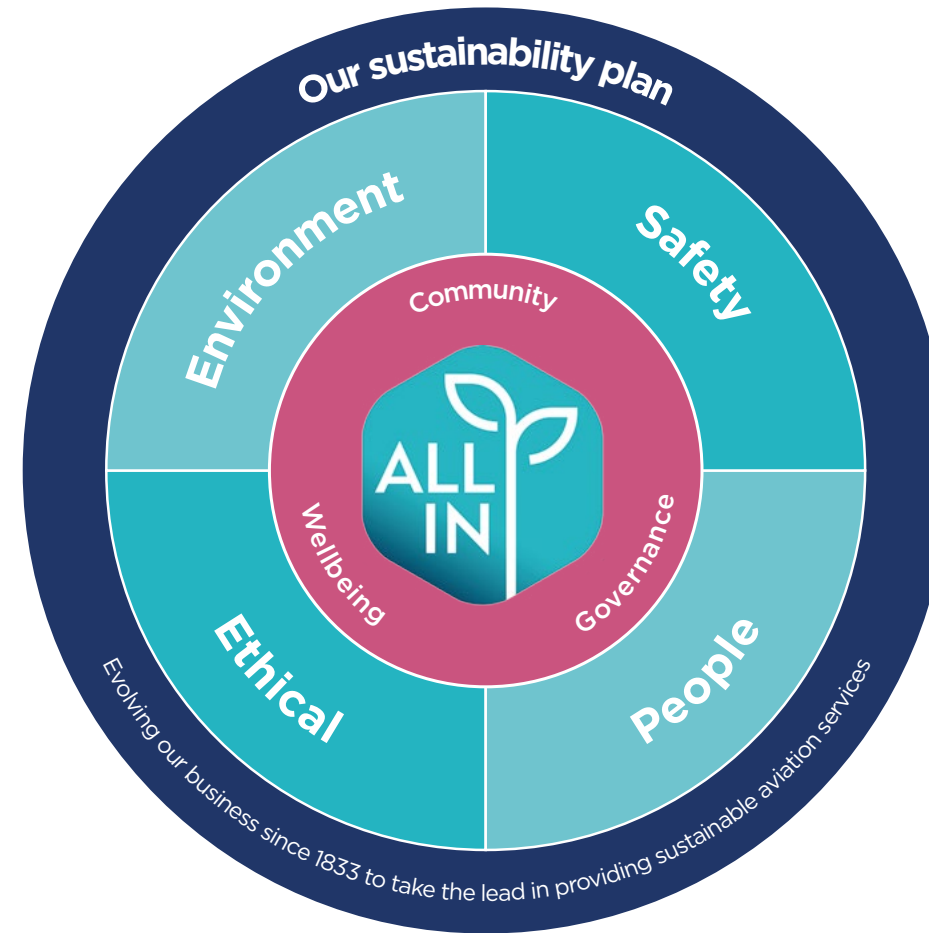 Our sustainability plan
Environment
Safety
Community
ALL
IN
Wellbeing
Governance
Ethical
People
Evolving our business since 1833 to take the lead in providing sustainable aviation services